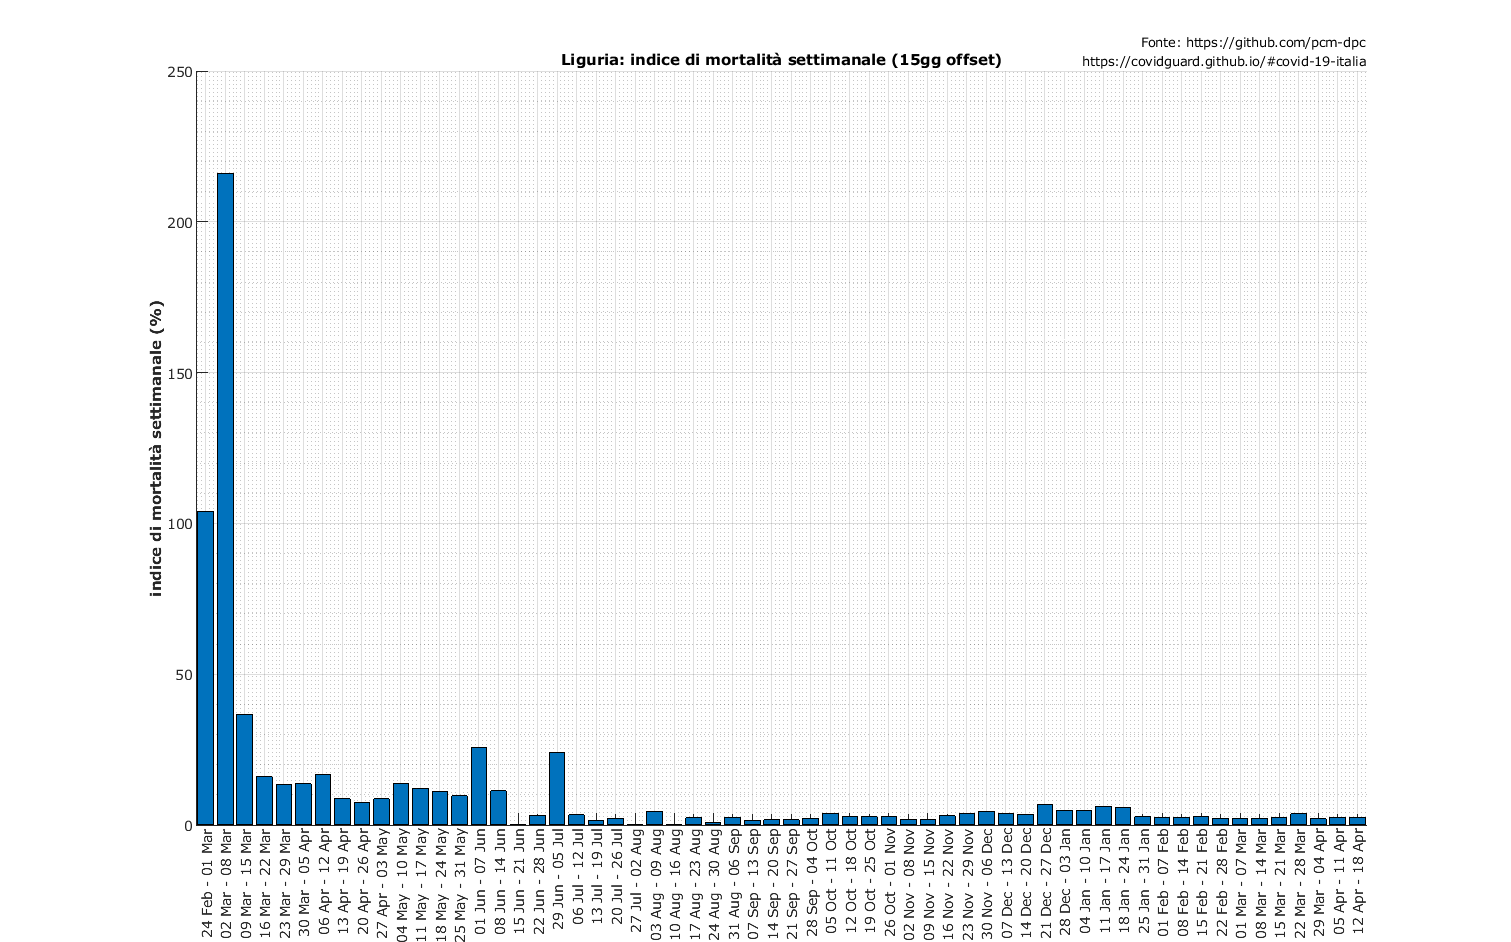 Fonte: https://github.com/pcm-dpc
Liguria: indice di mortalità settimanale (15gg offset)
https://covidguard.github.io/#covid-19-italia
indice di mortalità settimanale (%)
250
200
150
100
50
0
24 Feb - 01 Mar
02 Mar - 08 Mar
09 Mar - 15 Mar
16 Mar - 22 Mar
23 Mar - 29 Mar
30 Mar - 05 Apr
06 Apr - 12 Apr
13 Apr - 19 Apr
20 Apr - 26 Apr
27 Apr - 03 May
04 May - 10 May
11 May - 17 May
18 May - 24 May
25 May - 31 May
01 Jun - 07 Jun
08 Jun - 14 Jun
15 Jun - 21 Jun
22 Jun - 28 Jun
29 Jun - 05 Jul
06 Jul - 12 Jul
13 Jul - 19 Jul
20 Jul - 26 Jul
27 Jul - 02 Aug
03 Aug - 09 Aug
10 Aug - 16 Aug
17 Aug - 23 Aug
24 Aug - 30 Aug
31 Aug - 06 Sep
07 Sep - 13 Sep
14 Sep - 20 Sep
21 Sep - 27 Sep
28 Sep - 04 Oct
05 Oct - 11 Oct
12 Oct - 18 Oct
19 Oct - 25 Oct
26 Oct - 01 Nov
02 Nov - 08 Nov
09 Nov - 15 Nov
16 Nov - 22 Nov
23 Nov - 29 Nov
30 Nov - 06 Dec
07 Dec - 13 Dec
14 Dec - 20 Dec
21 Dec - 27 Dec
28 Dec - 03 Jan
04 Jan - 10 Jan
11 Jan - 17 Jan
18 Jan - 24 Jan
25 Jan - 31 Jan
01 Feb - 07 Feb
08 Feb - 14 Feb
15 Feb - 21 Feb
22 Feb - 28 Feb
01 Mar - 07 Mar
08 Mar - 14 Mar
15 Mar - 21 Mar
22 Mar - 28 Mar
29 Mar - 04 Apr
05 Apr - 11 Apr
12 Apr - 18 Apr